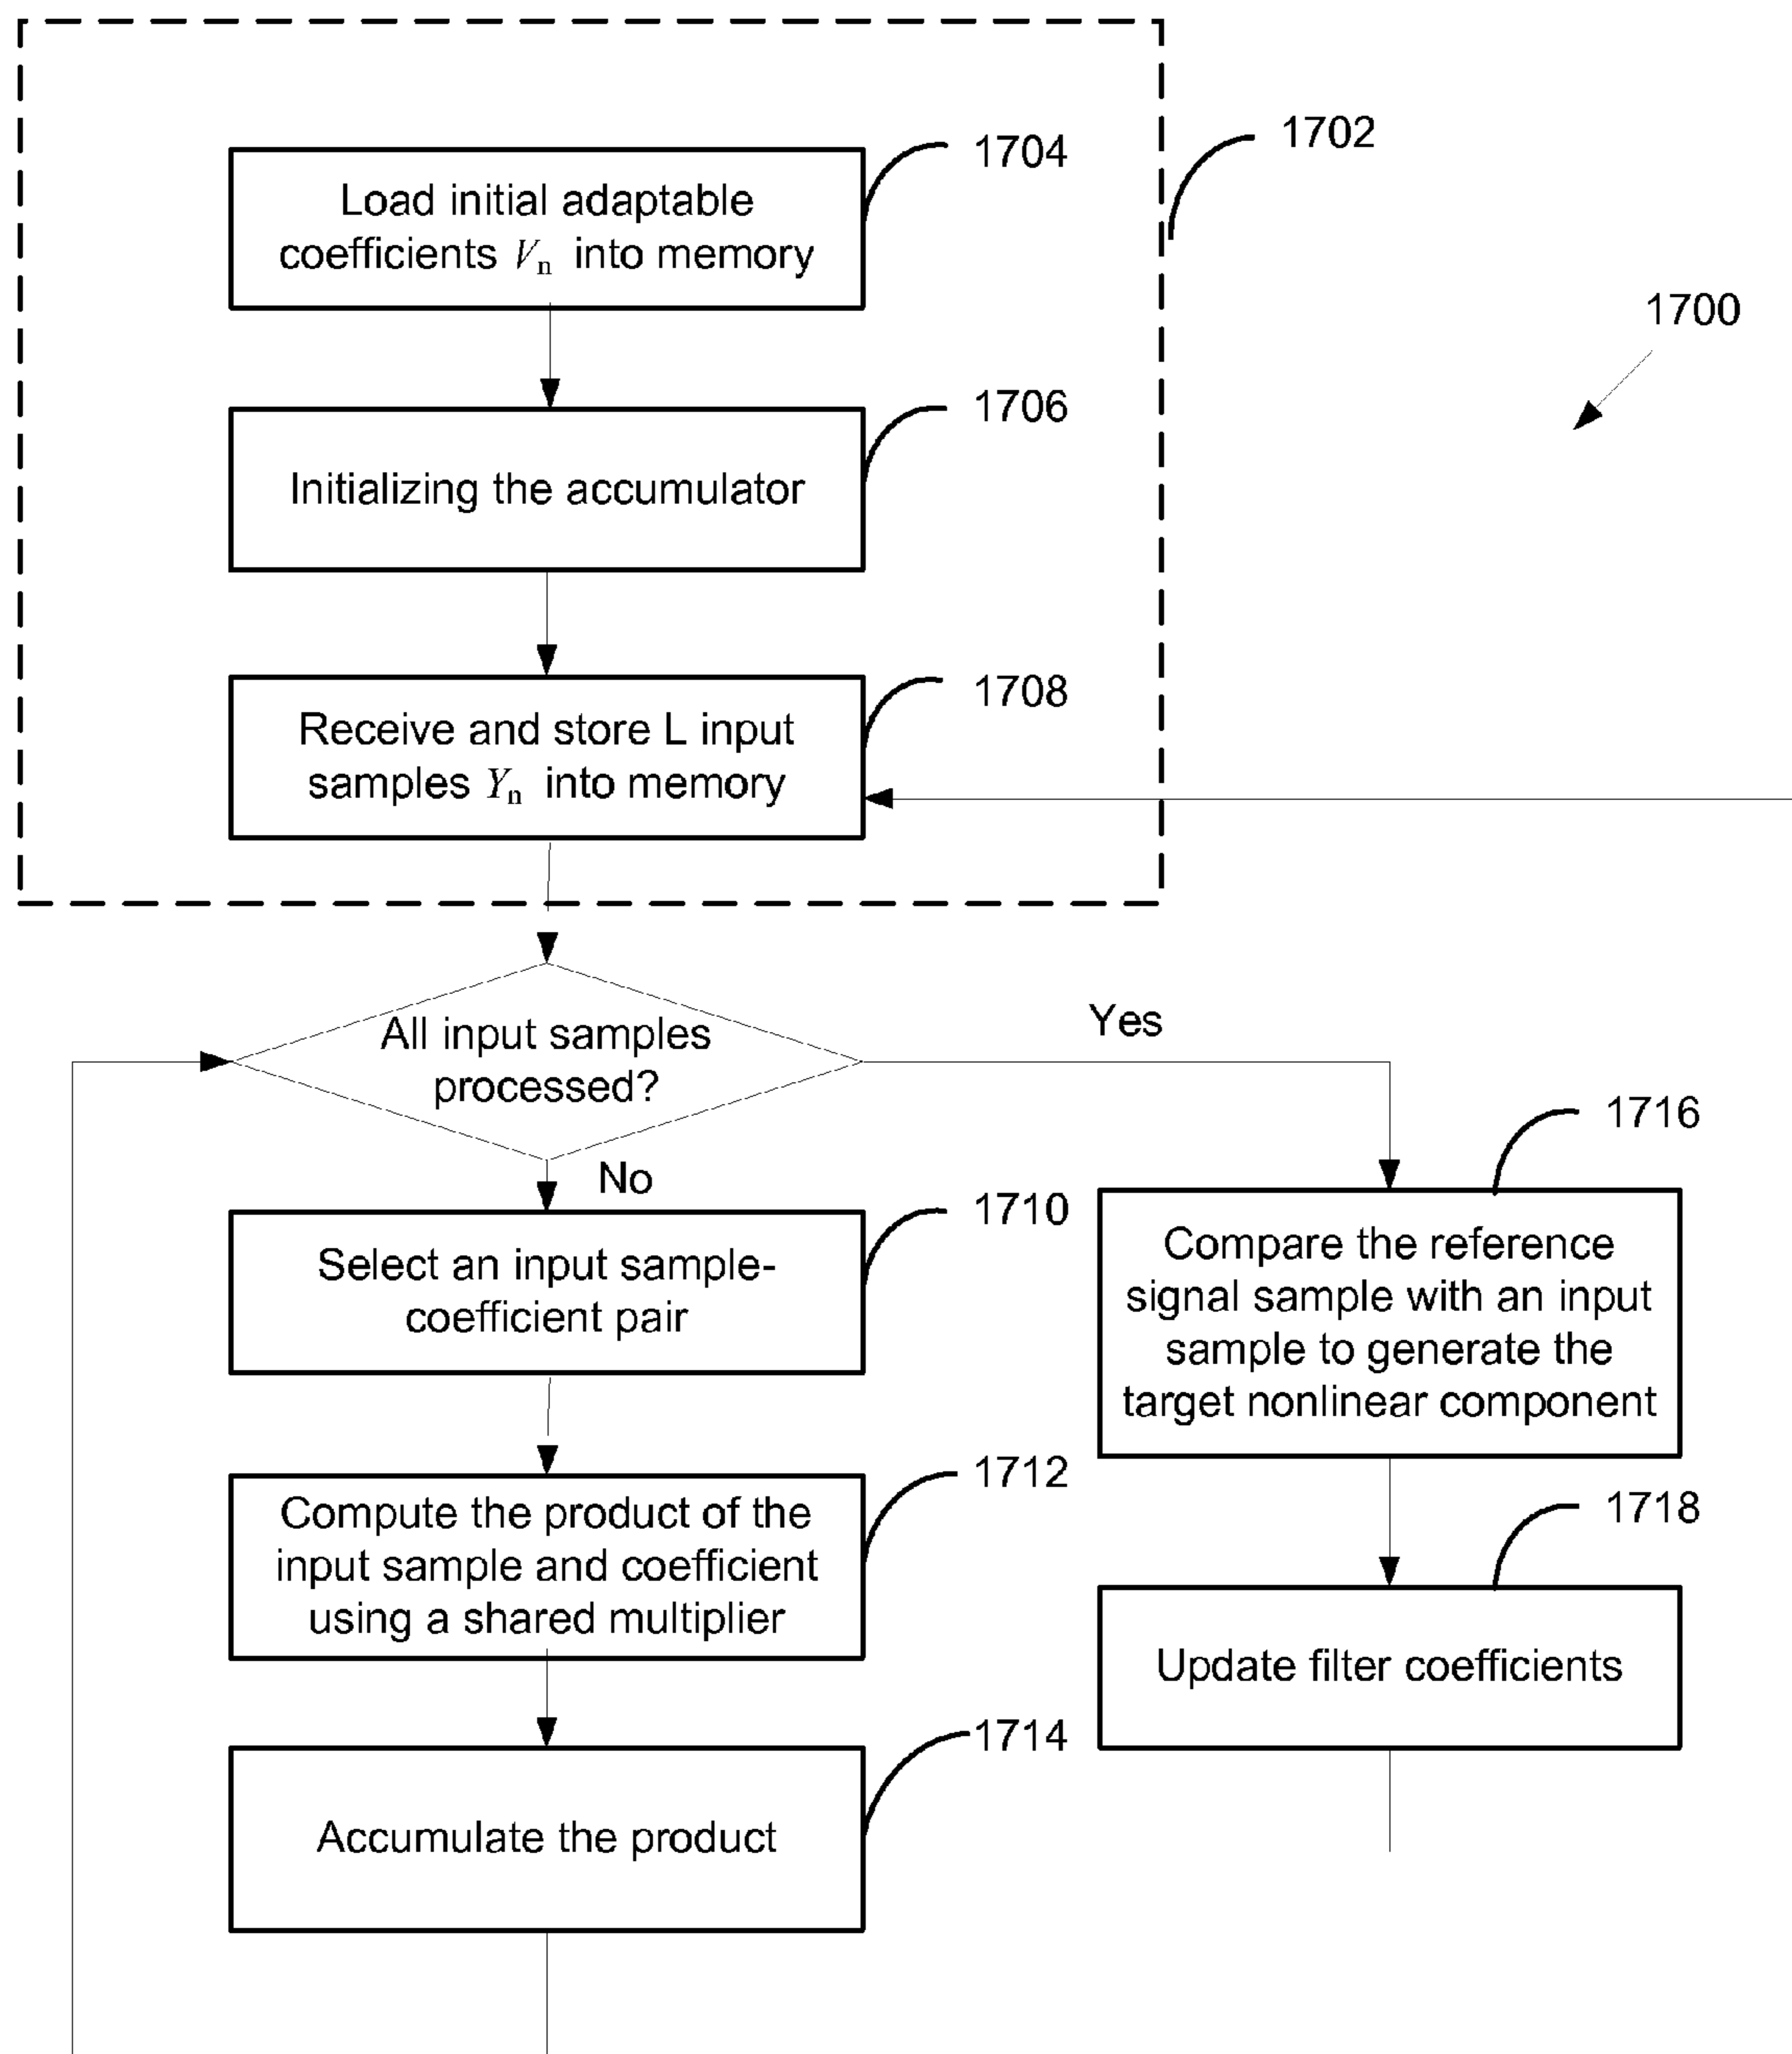 1702
1704
Load initial adaptable
coefficients Vn into memory
1700
1706
Initializing the accumulator
1708
Receive and store L input
samples Yn into memory
All input samples
processed?
Yes
No
1710
Select an input sample-
coefficient pair
1712
Compute the product of the
input sample and coefficient
using a shared multiplier
1714
Accumulate the product
1716
Compare the reference
signal sample with an input
sample to generate the
target nonlinear component
1718
Update filter coefficients